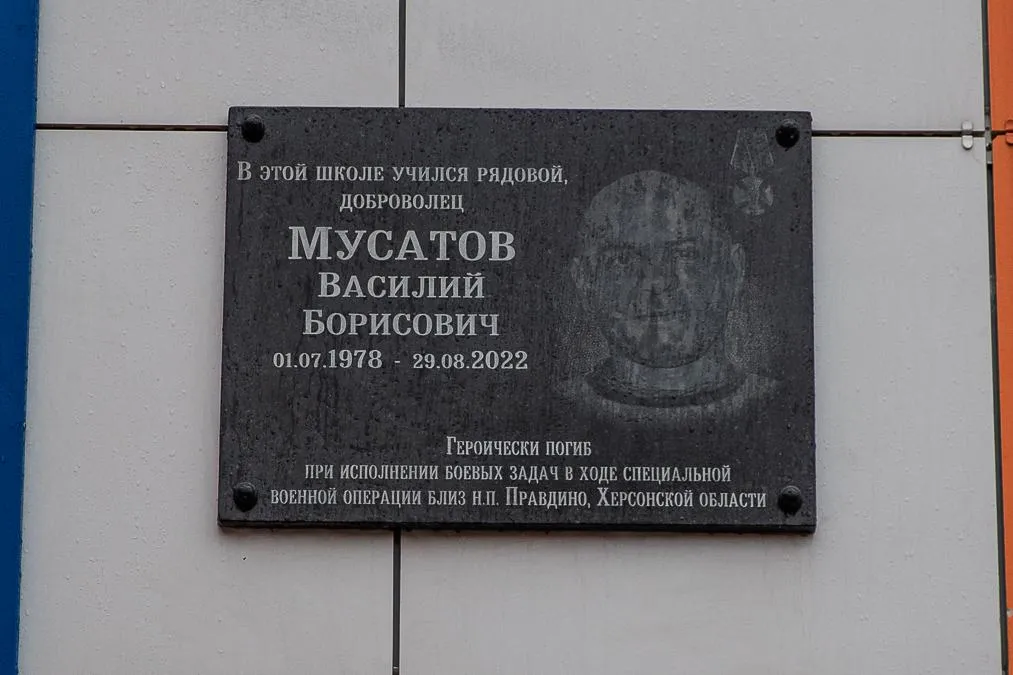 В этой школе учился рядовой,
доброволец
Мусатов
Василий
Борисович
01.07.1978 - 29.08.2022
Героически погиб
при исполнении боевых задач в ходе специальной
военной операции близ н.п. Правдино, Херсонской области